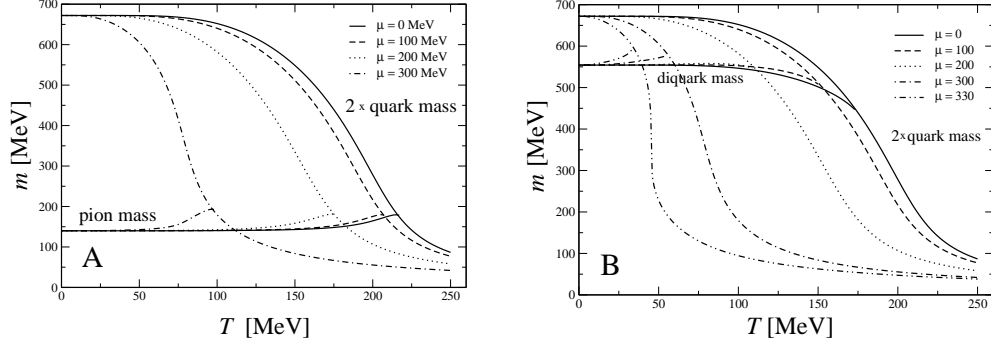 700
600
500
400
300
200
100
0
m [MeV]
0 50 100 150 200 250
T [MeV]
μ = 0 MeV
μ = 100 MeV
μ = 200 MeV
μ = 300 MeV
2 x quark mass
pion mass
A
700
600
500
400
300
200
100
0
m [MeV]
0 50 100 150 200 250
T [MeV]
μ = 0
μ = 100
μ = 200
μ = 300
μ = 330
diquark mass
2x quark mass
B